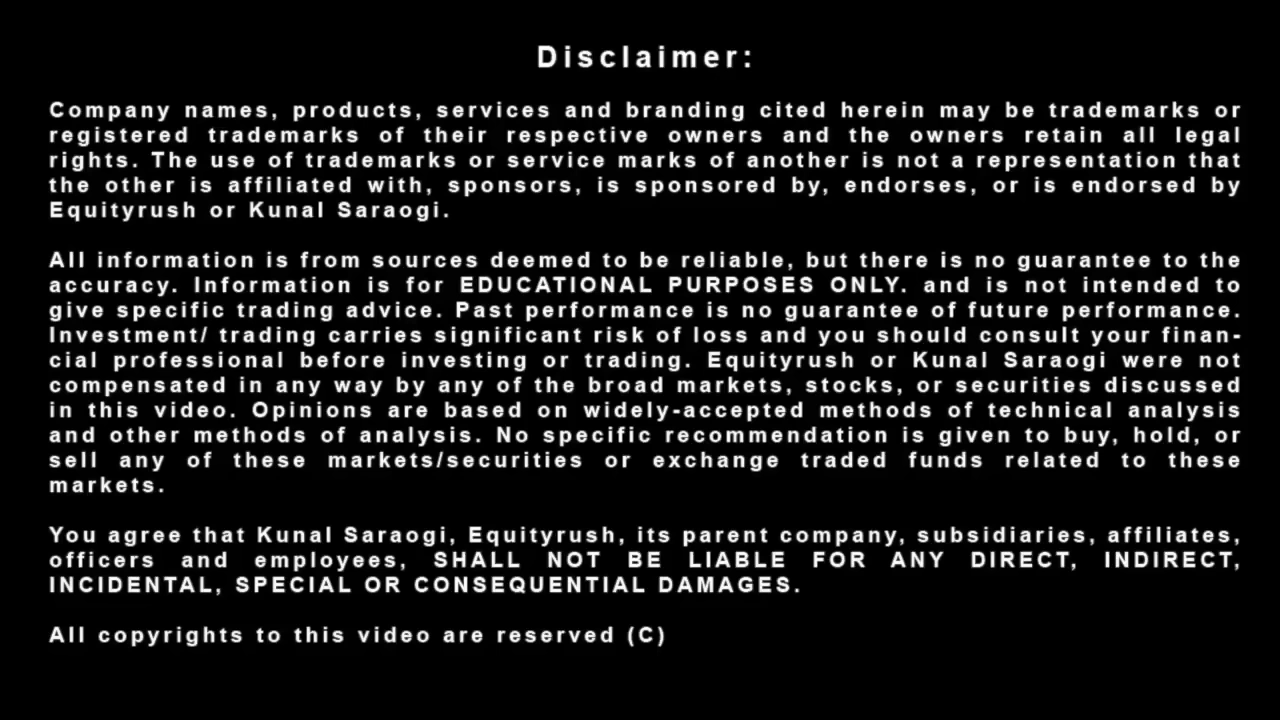 Disclaimer:
Company names, products, services and branding cited herein may be trademarks or
registered trademarks of their respective owners and the owners retain all legal
rights. The use of trademarks or service marks of another is not a representation that
the other is affiliated with, sponsors, is sponsored by, endorses, or is endorsed by
Equityrush or Kunal Saraogi.
All information is from sources deemed to be reliable, but there is no guarantee to the
accuracy. Information is for EDUCATIONAL PURPOSES ONLY. and is not intended to
give specific trading advice. Past performance is no guarantee of future performance.
Investment/ trading carries significant risk of loss and you should consult your finan-
cial professional before investing or trading. Equityrush or Kunal Saraogi were not
compensated in any way by any of the broad markets, stocks, or securities discussed
in this video. Opinions are based on widely-accepted methods of technical analysis
and other methods of analysis. No specific recommendation is given to buy, hold, or
sell any of these markets/securities or exchange traded funds related to these
markets.
You agree that Kunal Saraogi, Equityrush, its parent company, subsidiaries, affiliates,
officers and employees, SHALL NOT BE LIABLE FOR ANY DIRECT, INDIRECT,
INCIDENTAL, SPECIAL OR CONSEQUENTIAL DAMAGES.
All copyrights to this video are reserved (C)